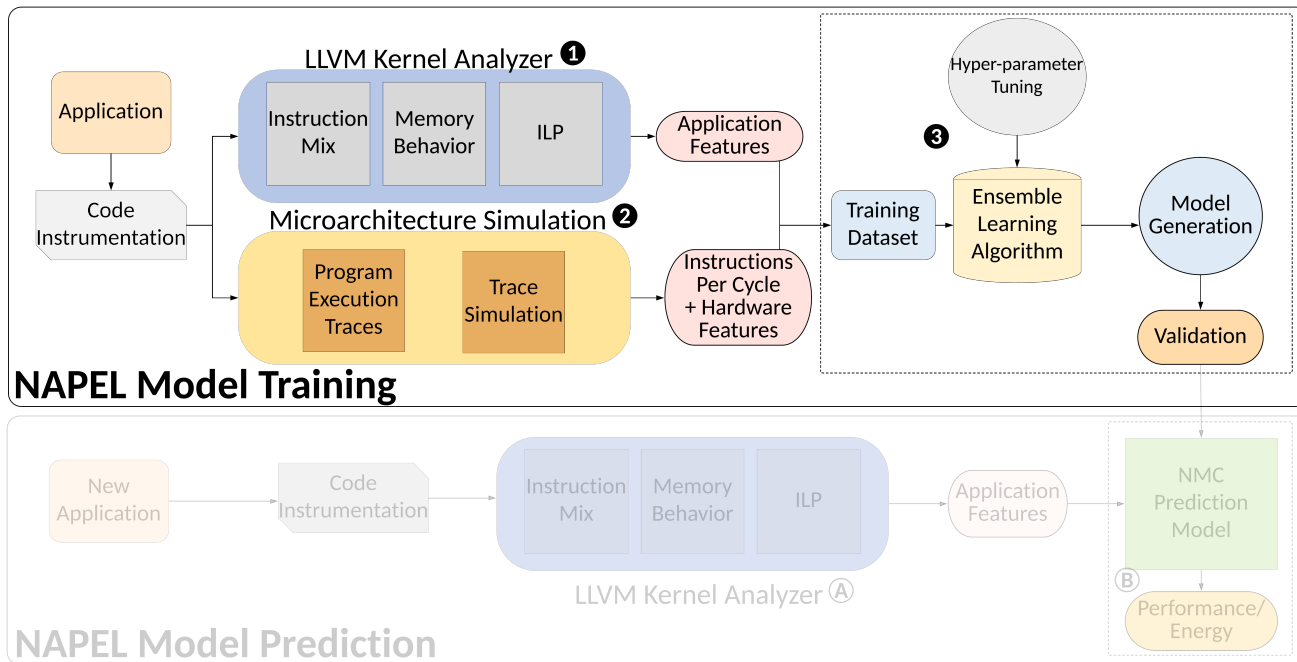 LLVM Kernel Analyzer ❶
Application
Instruction
Mix
Memory
Behavior
ILP
Application
Features
Code
Instrumentation
Microarchitecture Simulation ❷
Program
Execution
Traces
Trace
Simulation
Instructions
Per Cycle
+ Hardware
Features
Hyper-parameter
Tuning
❸
Training
Dataset
Ensemble
Learning
Algorithm
Model
Generation
Validation
NAPEL Model Training
New
Application
Code
Instrumentation
Instruction
Mix
Memory
Behavior
ILP
LLVM Kernel Analyzer Ⓐ
Application
Features
NMC
Prediction
Model
Ⓑ
Performance/
Energy
NAPEL Model Prediction